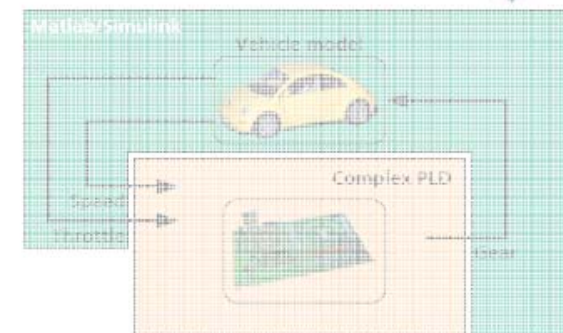 Matlab/Simulink
Vehicle model
Complex PLD
Speed
Throttle
Gear